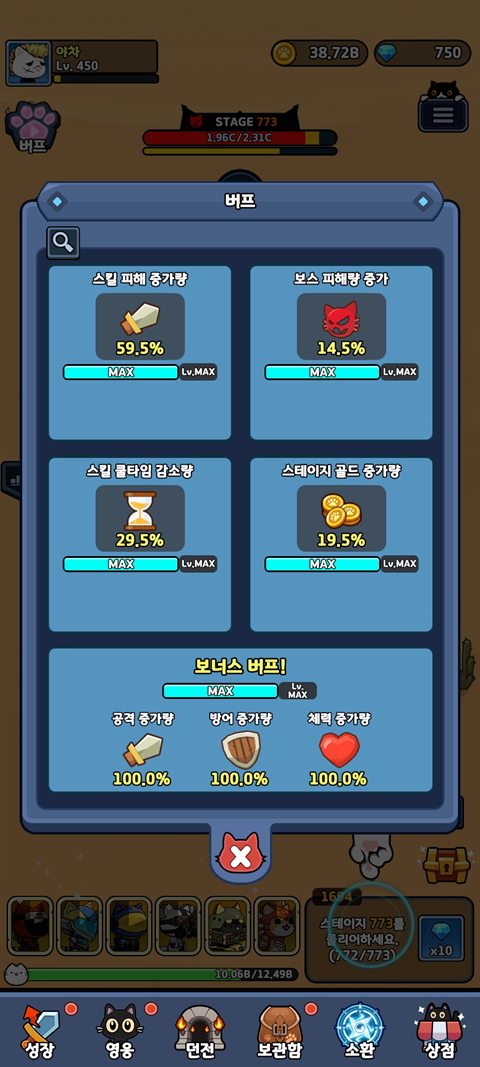 야차
Lv. 450
38.72B
750
버프
STAGE 773
1.96C/2.31C
버프
스킬 피해 증가량
59.5%
MAX
Lv.MAX
보스 피해량 증가
14.5%
MAX
Lv.MAX
스킬 쿨타임 감소량
29.5%
MAX
Lv.MAX
스테이지 골드 증가량
19.5%
MAX
Lv.MAX
보너스 버프!
MAX
Lv.
MAX
공격 증가량
100.0%
방어 증가량
100.0%
체력 증가량
100.0%
1694
스테이지 773를
클리어하세요.
(772/773)
x10
10.06B/12.49B
성장
영웅
던전
보관함
소환
상점